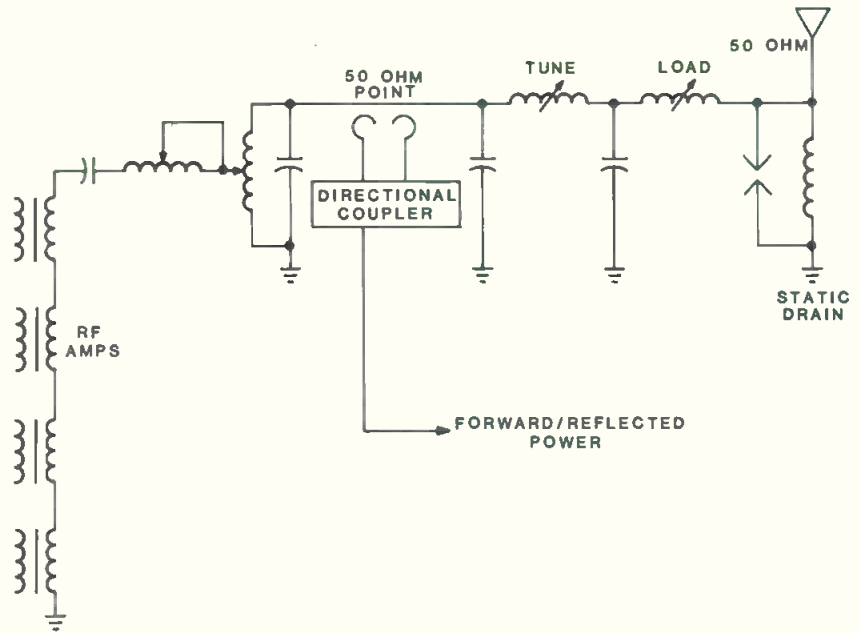 50 OHM
50 OHM
POINT
TUNE
LOAD
DIRECTIONAL
COUPLER
STATIC
DRAIN
RF
AMPS
FORWARD/REFLECTED
POWER